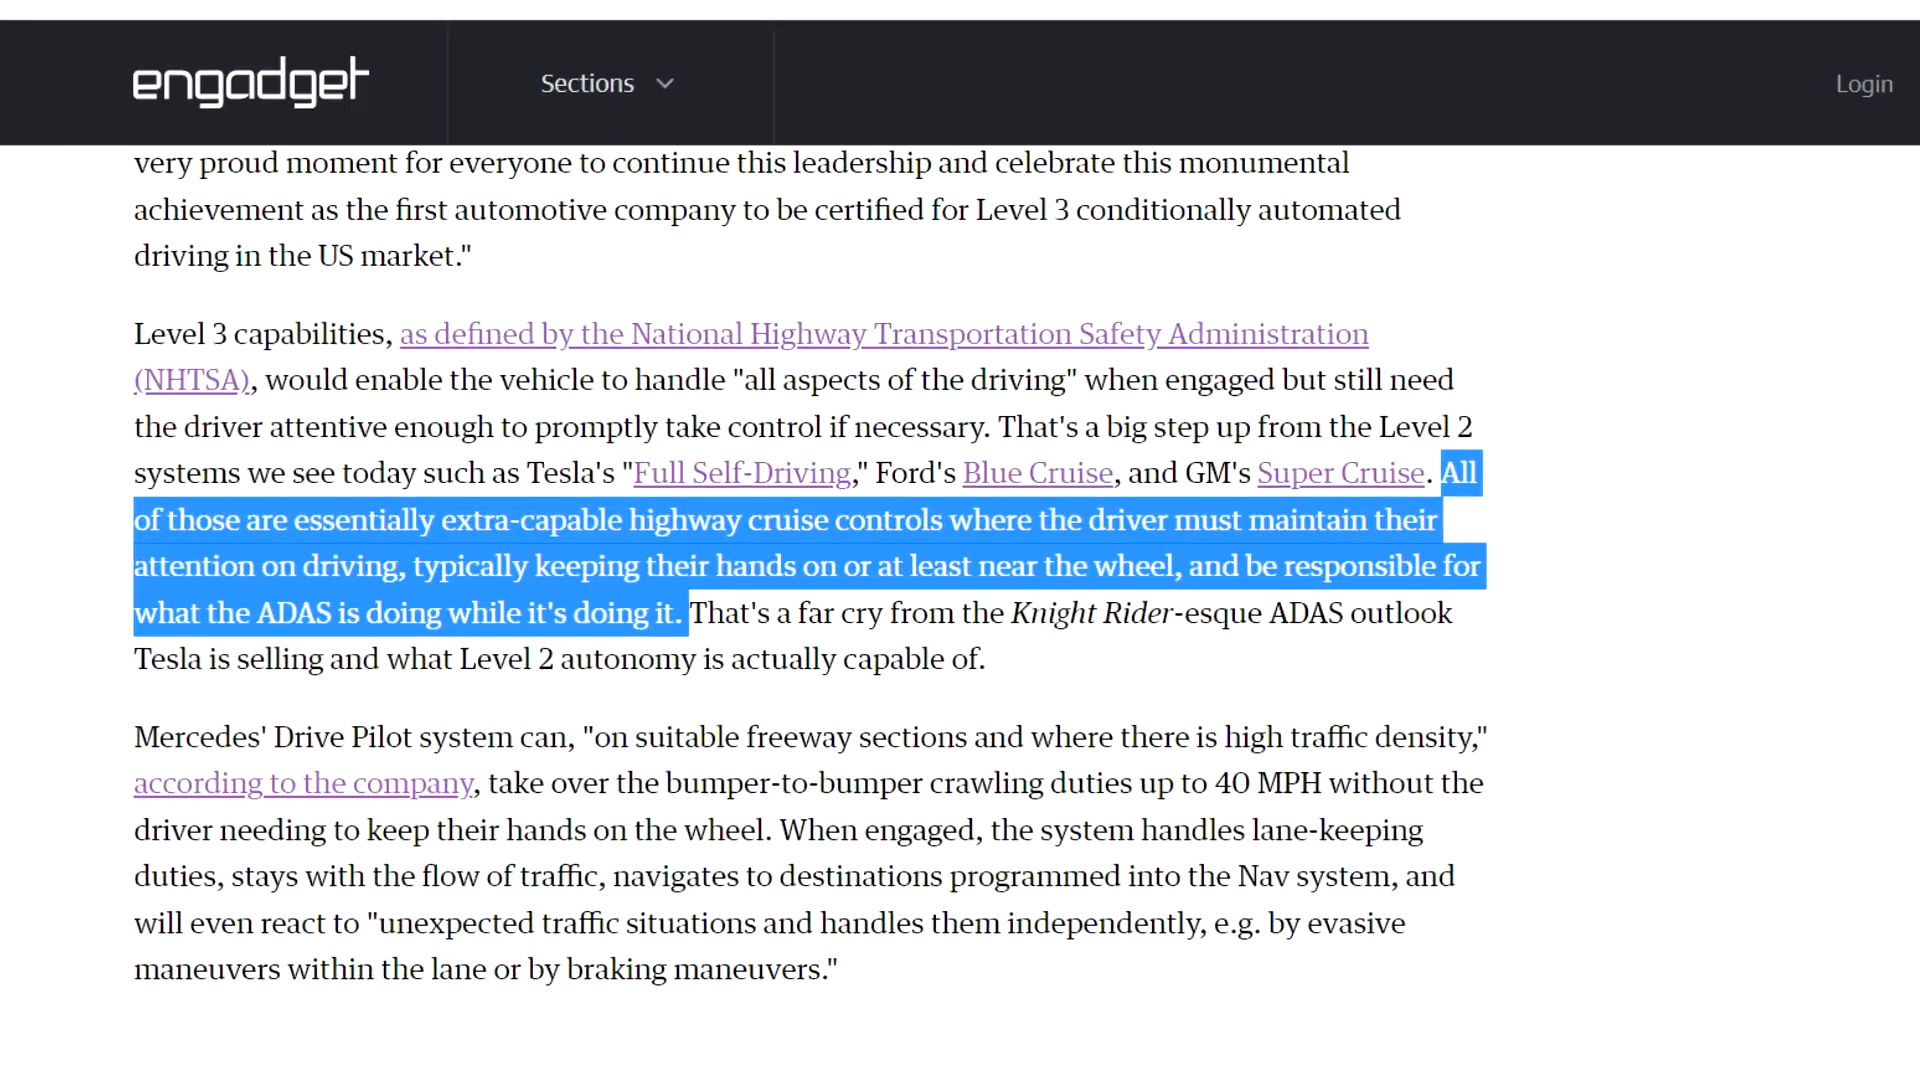 engadget
Sections
Login
very proud moment for everyone to continue this leadership and celebrate this monumental
achievement as the first automotive company to be certified for Level 3 conditionally automated
driving in the US market."
Level 3 capabilities, as defined by the National Highway Transportation Safety Administration
(NHTSA), would enable the vehicle to handle "all aspects of the driving" when engaged but still need
the driver attentive enough to promptly take control if necessary. That's a big step up from the Level 2
systems we see today such as Tesla's "Full Self-Driving," Ford's Blue Cruise, and GM's Super Cruise. All
of those are essentially extra-capable highway cruise controls where the driver must maintain their
attention on driving, typically keeping their hands on or at least near the wheel, and be responsible for
what the ADAS is doing while it's doing it. That's a far cry from the Knight Rider-esque ADAS outlook
Tesla is selling and what Level 2 autonomy is actually capable of.
Mercedes' Drive Pilot system can, "on suitable freeway sections and where there is high traffic density,"
according to the company, take over the bumper-to-bumper crawling duties up to 40 MPH without the
driver needing to keep their hands on the wheel. When engaged, the system handles lane-keeping
duties, stays with the flow of traffic, navigates to destinations programmed into the Nav system, and
will even react to "unexpected traffic situations and handles them independently, e.g. by evasive
maneuvers within the lane or by braking maneuvers."